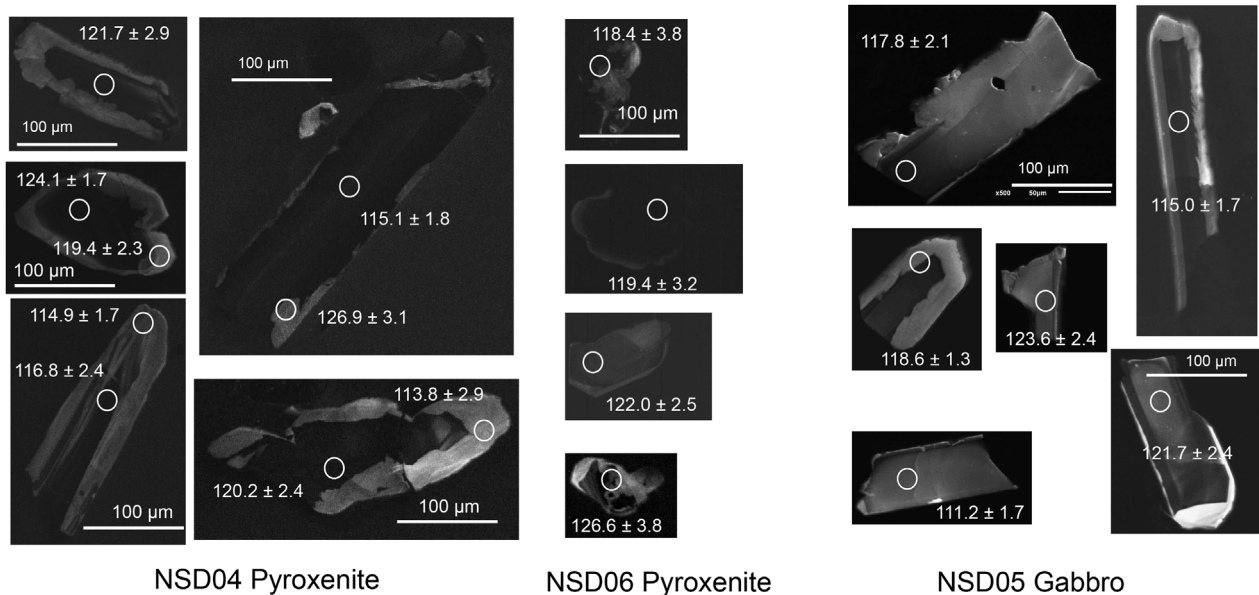 121.7 ± 2.9
100 µm
124.1 ± 1.7
119.4 ± 2.3
100 µm
114.9 ± 1.7
116.8 ± 2.4
100 µm
100 µm
115.1 ± 1.8
126.9 ± 3.1
113.8 ± 2.9
120.2 ± 2.4
100 µm
NSD04 Pyroxenite
118.4 ± 3.8
100 µm
119.4 ± 3.2
122.0 ± 2.5
126.6 ± 3.8
NSD06 Pyroxenite
117.8 ± 2.1
100 µm
x500 50µm
115.0 ± 1.7
118.6 ± 1.3
123.6 ± 2.4
100 µm
121.7 ± 2.4
111.2 ± 1.7
NSD05 Gabbro